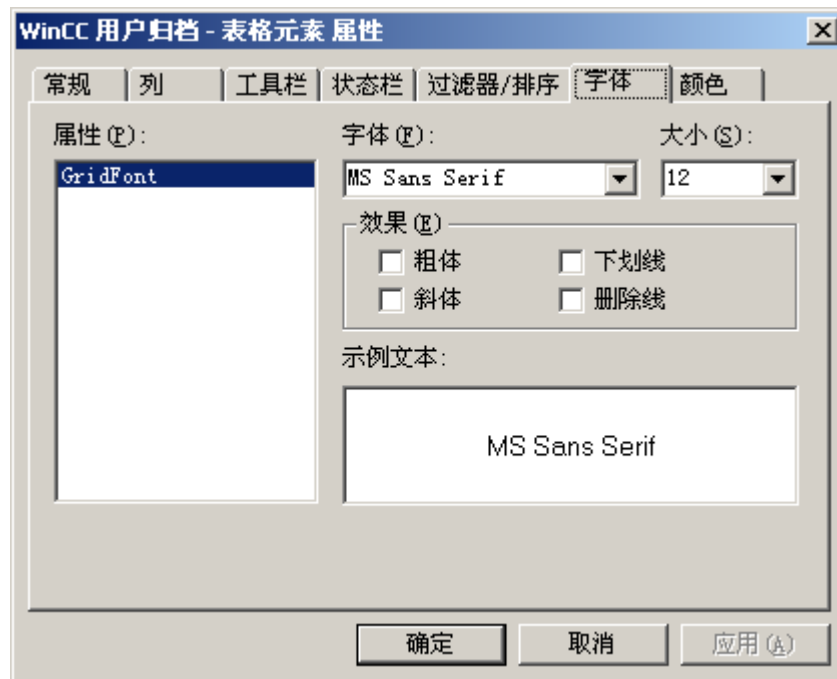 WinCC 用户归档 - 表格元素 属性
常规 列 工具栏 状态栏 过滤器/排序 字体 颜色
属性(P): 字体(F): 大小(S):
GridFont MS Sans Serif 12
效果(E)
粗体 下划线
斜体 删除线
示例文本:
MS Sans Serif
确定 取消 应用(A)